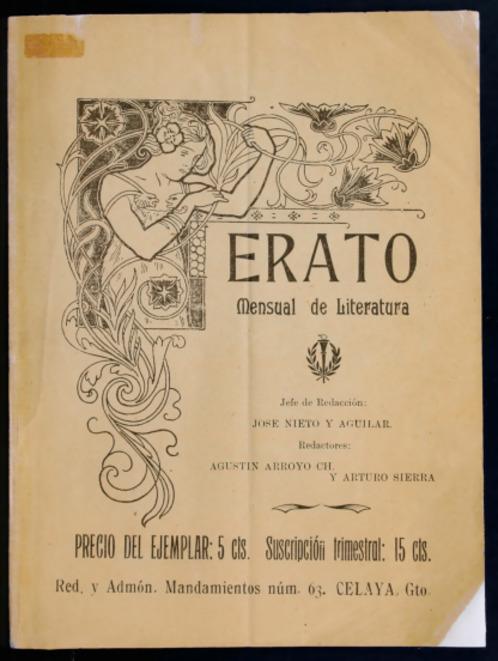 ERATO
Mensual de Literatura
Jefe de Redacción:
JOSE NIETO Y AGUILAR.
Redactores:
AGUSTIN ARROYO CH.
Y ARTURO SIERRA
PRECIO DEL EJEMPLAR: 5 cts. Suscripción trimestral: 15 cts.
Red. y Admón. Mandamientos núm. 63. CELAYA, Gto.